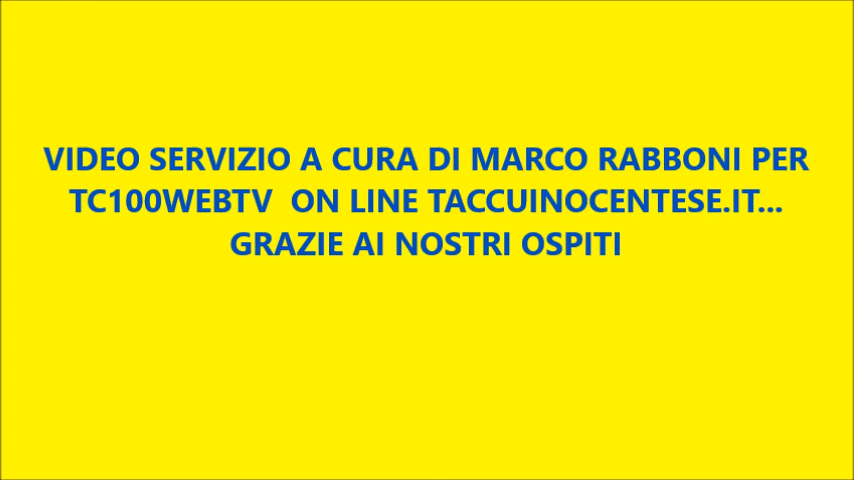 VIDEO SERVIZIO A CURA DI MARCO RABBONI PER
TC100WEBTV  ON LINE TACCUINOCENTESE.IT...
GRAZIE AI NOSTRI OSPITI